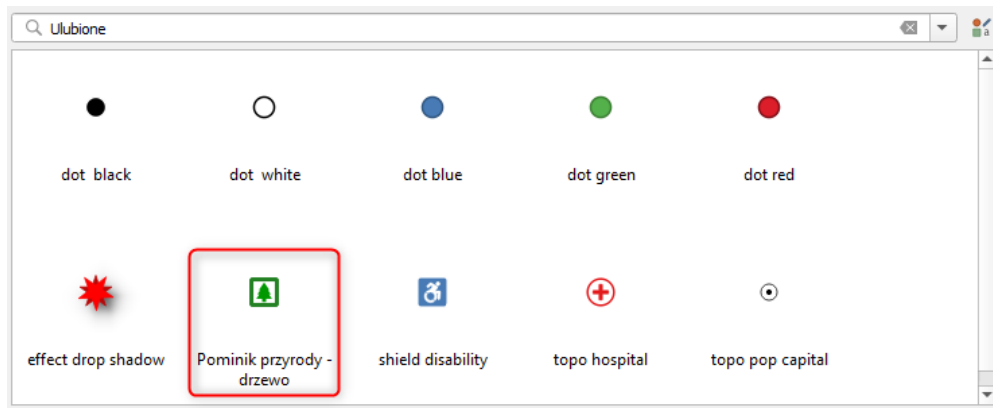 Ulubione
dot  black
dot  white
dot blue
dot green
dot red
effect drop shadow
Pominik przyrody -
drzewo
shield disability
topo hospital
topo pop capital